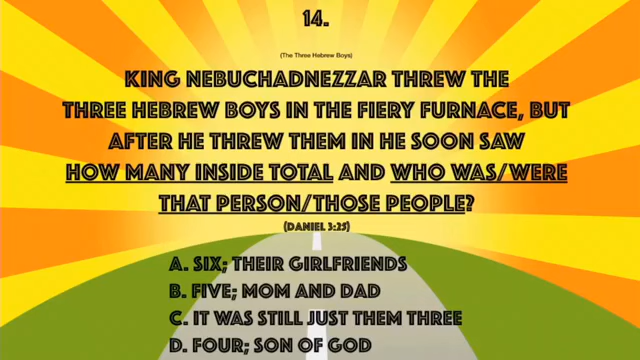 14.
(The Three Hebrew Boys)
KING NEBUCHADNEZZAR THREW THE
THREE HEBREW BOYS IN THE FIERY FURNACE, BUT
AFTER HE THREW THEM IN HE SOON SAW
HOW MANY INSIDE TOTAL AND WHO WAS/WERE
THAT PERSON/THOSE PEOPLE?
(DANIEL 3:25)
A. SIX; THEIR GIRLFRIENDS
B. FIVE; MOM AND DAD
C. IT WAS STILL JUST THEM THREE
D. FOUR; SON OF GOD